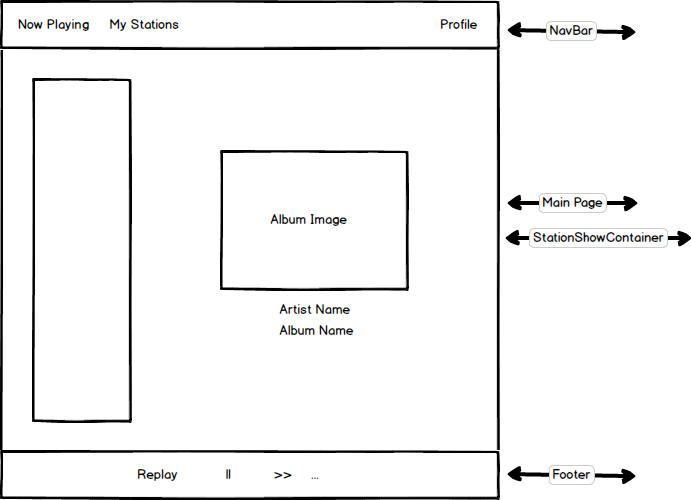 Now Playing My Stations Profile
NavBar
Main Page
Album Image
StationShowContainer
Artist Name
Album Name
Replay II >> ...
Footer